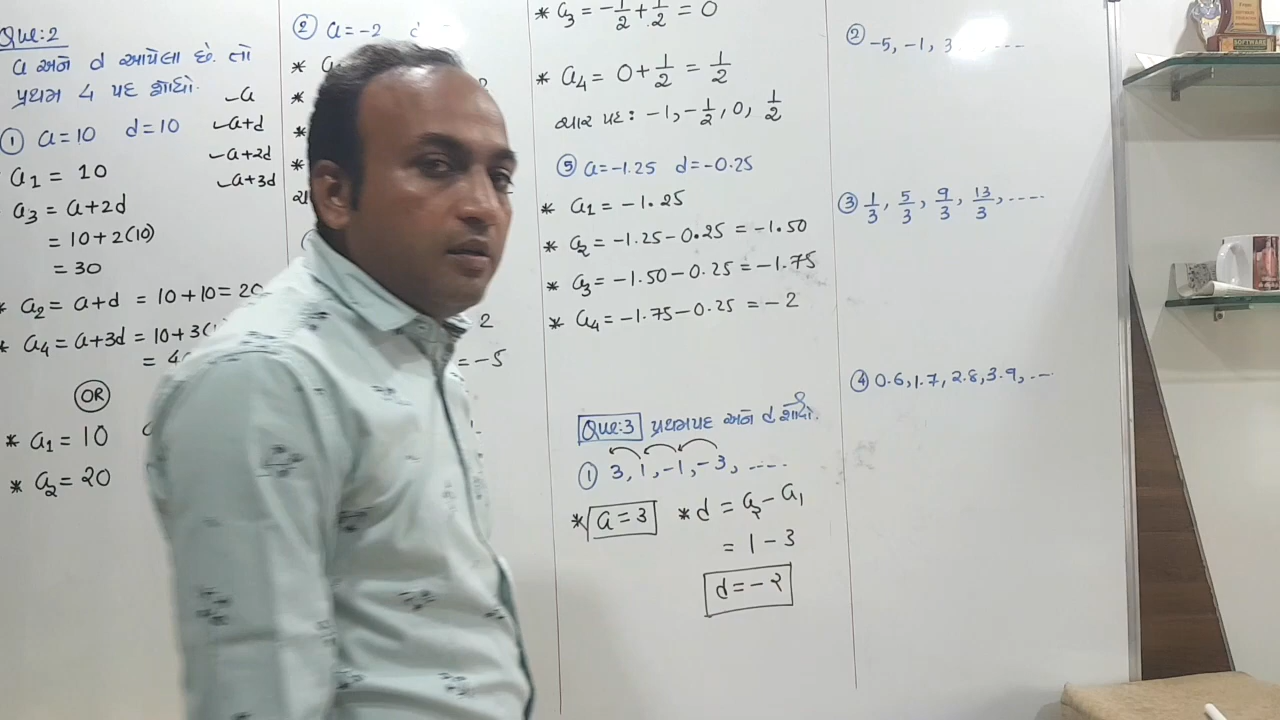 Que:2
a અને d આપેલા છે. તો
પ્રથમ 4 પદ શોધો.
① a=10 d=10
a
a+d
a+2d
a+3d
a1 = 10
a3 = a+2d
= 10+2(10)
= 30
* a2 = a+d = 10+10=20
* a4 = a+3d = 10+3(
= 4
OR
* a1 = 10
* a2 = 20
② a=-2
*
*
*
*
2
=-5
* a3 = -1/2 + 1/2 = 0
* a4 = 0+1/2 = 1/2
ચાર પદ: -1, -1/2, 0, 1/2
⑤ a=-1.25 d=-0.25
* a1 = -1.25
* a2 = -1.25-0.25 = -1.50
* a3 = -1.50-0.25 = -1.75
* a4 = -1.75-0.25 = -2
Que:3 પ્રથમપદ અને d શોધો.
① 3, 1, -1, -3, ....
* a=3 * d = a2 - a1
= 1-3
d=-2
② -5, -1, 3
③ 1/3, 5/3, 9/3, 13/3, ....
④ 0.6, 1.7, 2.8, 3.9, ...
SOFTWARE